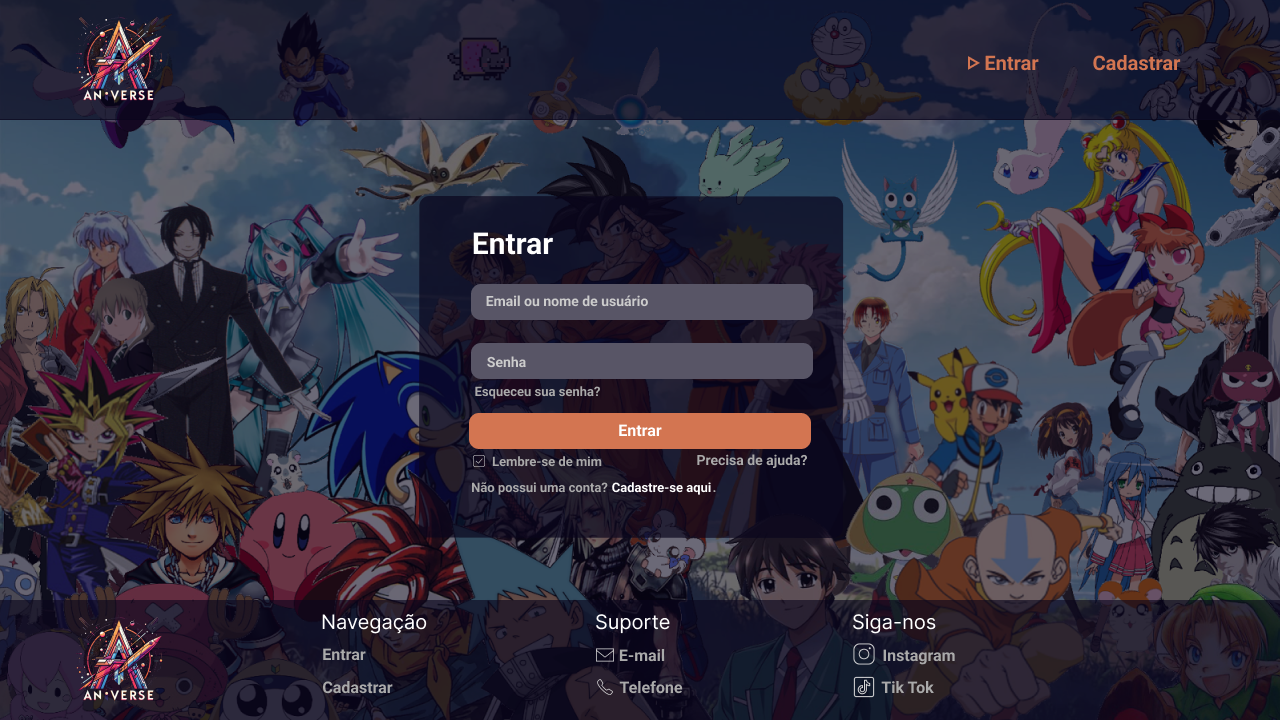 AN•VERSE
Entrar
Cadastrar
Entrar
Email ou nome de usuário
Senha
Esqueceu sua senha?
Entrar
Lembre-se de mim
Precisa de ajuda?
Não possui uma conta? Cadastre-se aqui.
AN•VERSE
Navegação
Entrar
Cadastrar
Suporte
E-mail
Telefone
Siga-nos
Instagram
Tik Tok